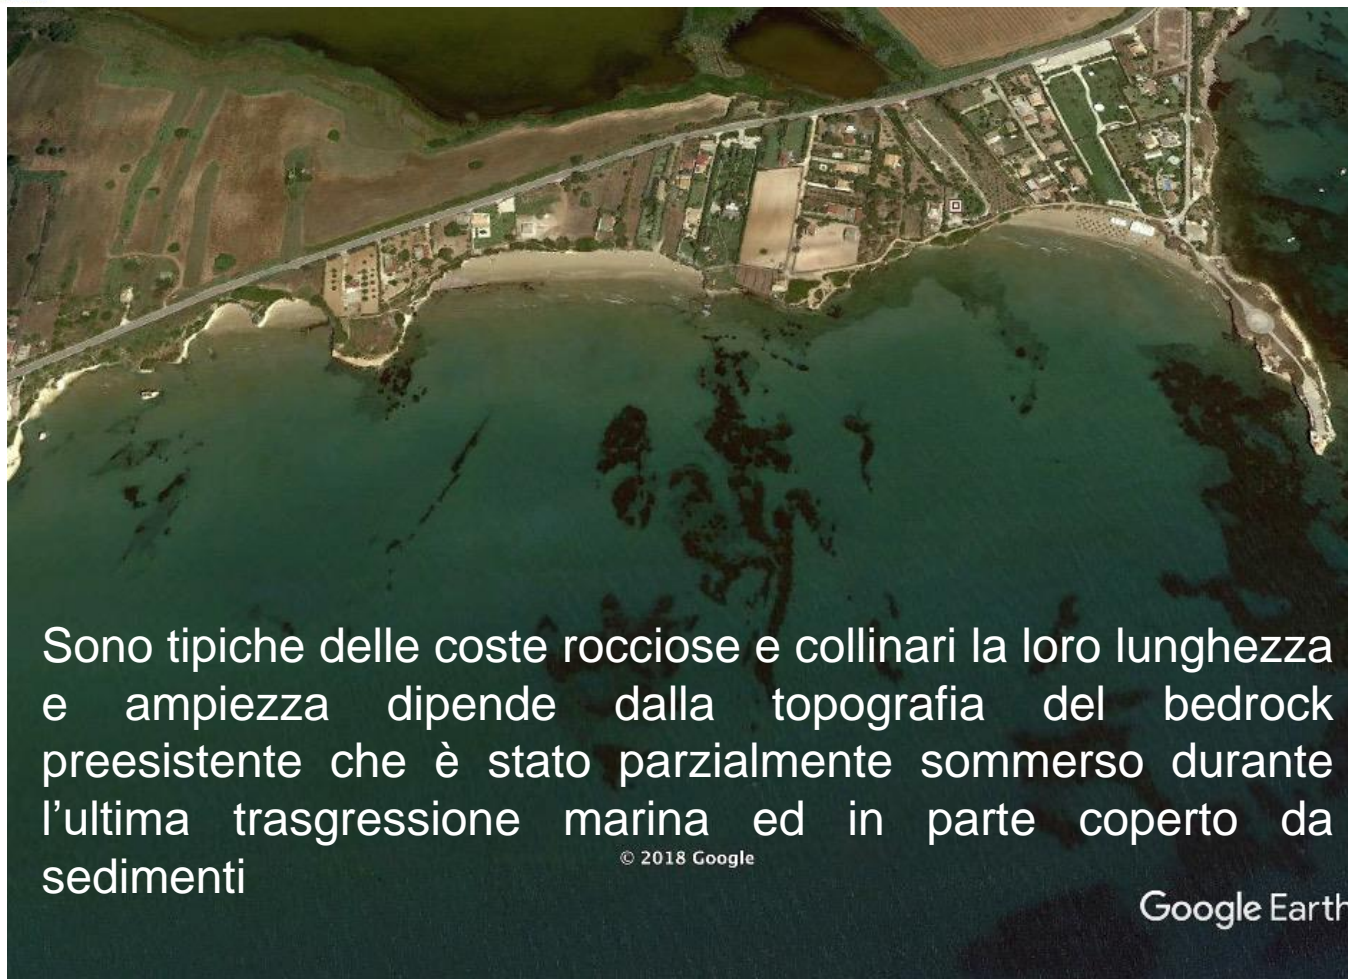 Sono tipiche delle coste rocciose e collinari la loro lunghezza
e ampiezza dipende dalla topografia del bedrock
preesistente che è stato parzialmente sommerso durante
l’ultima trasgressione marina ed in parte coperto da
sedimenti
© 2018 Google
Google Earth